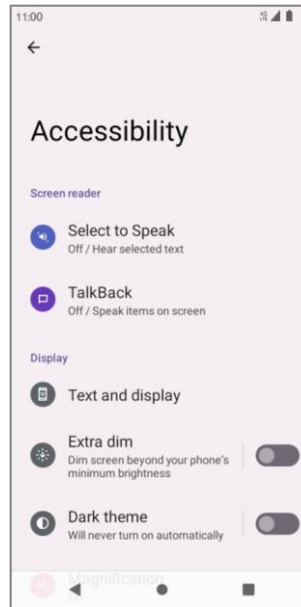 11:00
Accessibility
Screen reader
Select to Speak
Off / Hear selected text
TalkBack
Off / Speak items on screen
Display
Text and display
Extra dim
Dim screen beyond your phone's
minimum brightness
Dark theme
Will never turn on automatically
Magnification